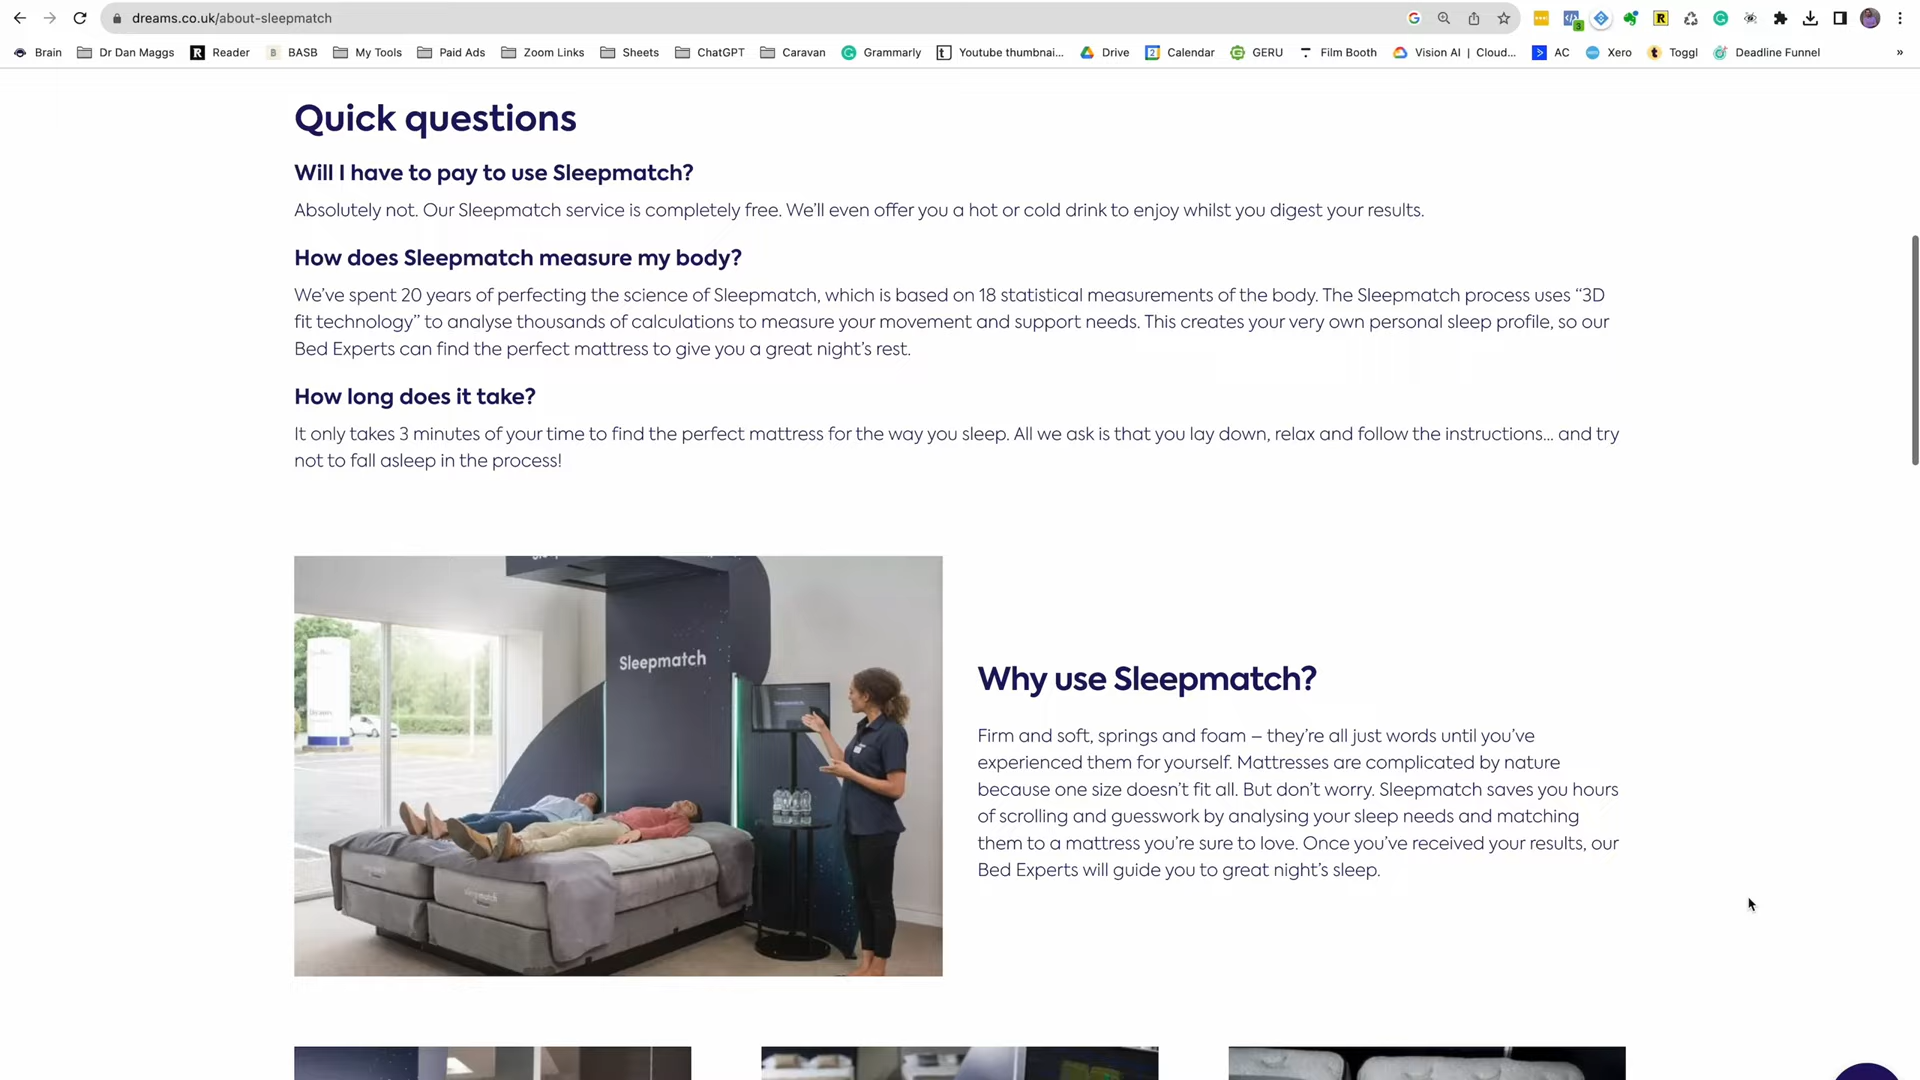 dreams.co.uk/about-sleepmatch
3
Brain Dr Dan Maggs Reader BASB My Tools Paid Ads Zoom Links Sheets ChatGPT Caravan Grammarly Youtube thumbnai... Drive Calendar GERU Film Booth Vision AI | Cloud... AC Xero Toggl Deadline Funnel »
Quick questions
Will I have to pay to use Sleepmatch?
Absolutely not. Our Sleepmatch service is completely free. We’ll even offer you a hot or cold drink to enjoy whilst you digest your results.
How does Sleepmatch measure my body?
We’ve spent 20 years of perfecting the science of Sleepmatch, which is based on 18 statistical measurements of the body. The Sleepmatch process uses “3D
fit technology” to analyse thousands of calculations to measure your movement and support needs. This creates your very own personal sleep profile, so our
Bed Experts can find the perfect mattress to give you a great night’s rest.
How long does it take?
It only takes 3 minutes of your time to find the perfect mattress for the way you sleep. All we ask is that you lay down, relax and follow the instructions... and try
not to fall asleep in the process!
Sleepmatch
Why use Sleepmatch?
Firm and soft, springs and foam – they’re all just words until you’ve
experienced them for yourself. Mattresses are complicated by nature
because one size doesn’t fit all. But don’t worry. Sleepmatch saves you hours
of scrolling and guesswork by analysing your sleep needs and matching
them to a mattress you’re sure to love. Once you’ve received your results, our
Bed Experts will guide you to great night’s sleep.